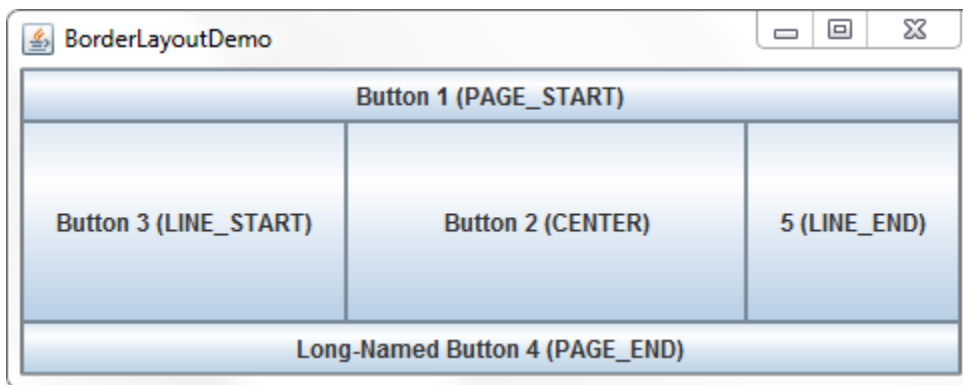 BorderLayoutDemo
Button 1 (PAGE_START)
Button 3 (LINE_START) Button 2 (CENTER) 5 (LINE_END)
Long-Named Button 4 (PAGE_END)